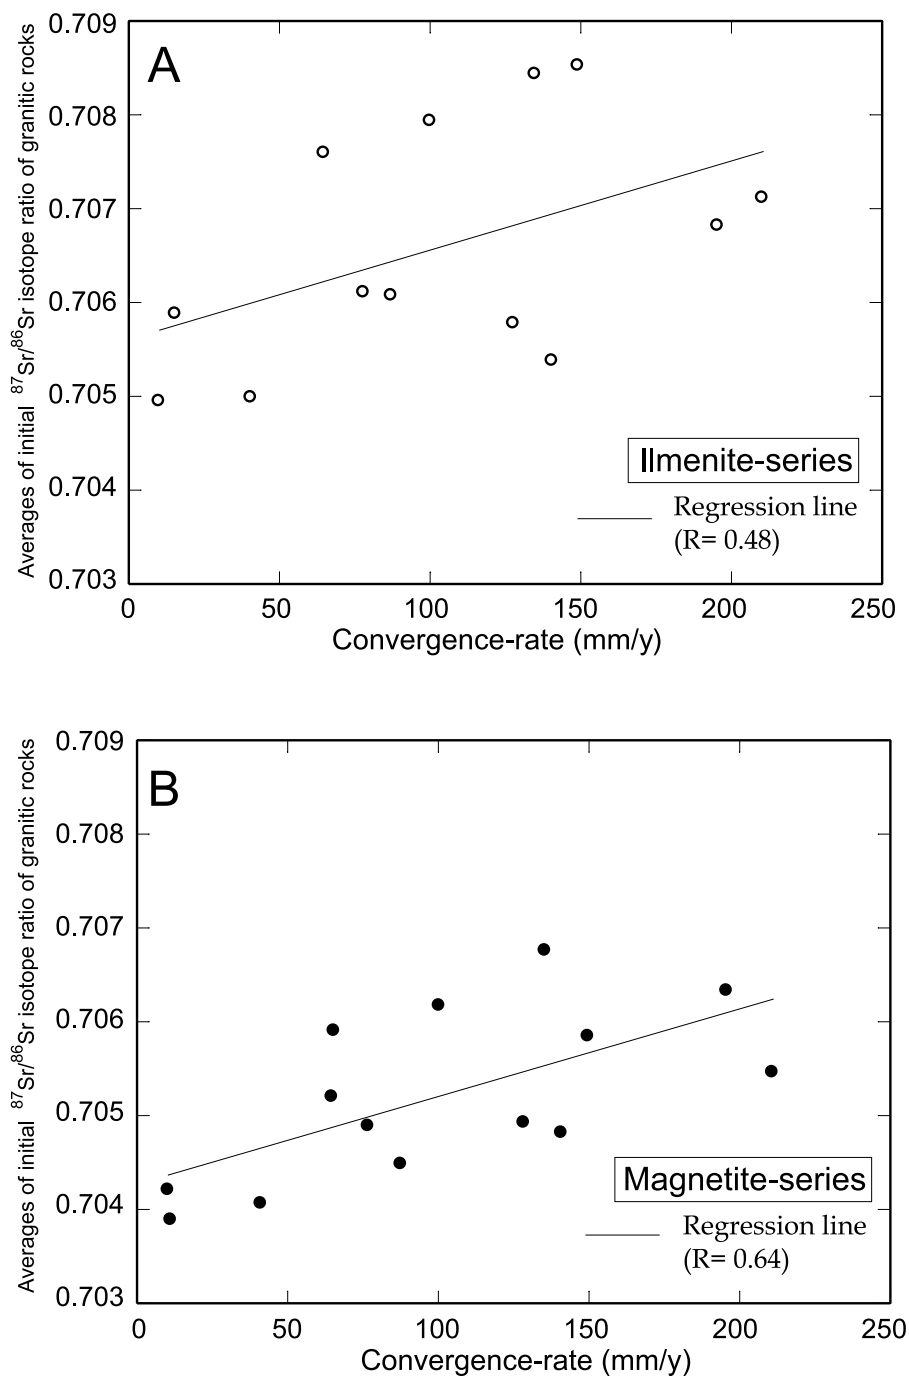 A
Averages of initial ⁸⁷Sr/⁸⁶Sr isotope ratio of granitic rocks
0.709
0.708
0.707
0.706
0.705
0.704
0.703
Ilmenite-series
Regression line
(R= 0.48)
0 50 100 150 200 250
Convergence-rate (mm/y)
B
Averages of initial ⁸⁷Sr/⁸⁶Sr isotope ratio of granitic rocks
0.709
0.708
0.707
0.706
0.705
0.704
0.703
Magnetite-series
Regression line
(R= 0.64)
0 50 100 150 200 250
Convergence-rate (mm/y)